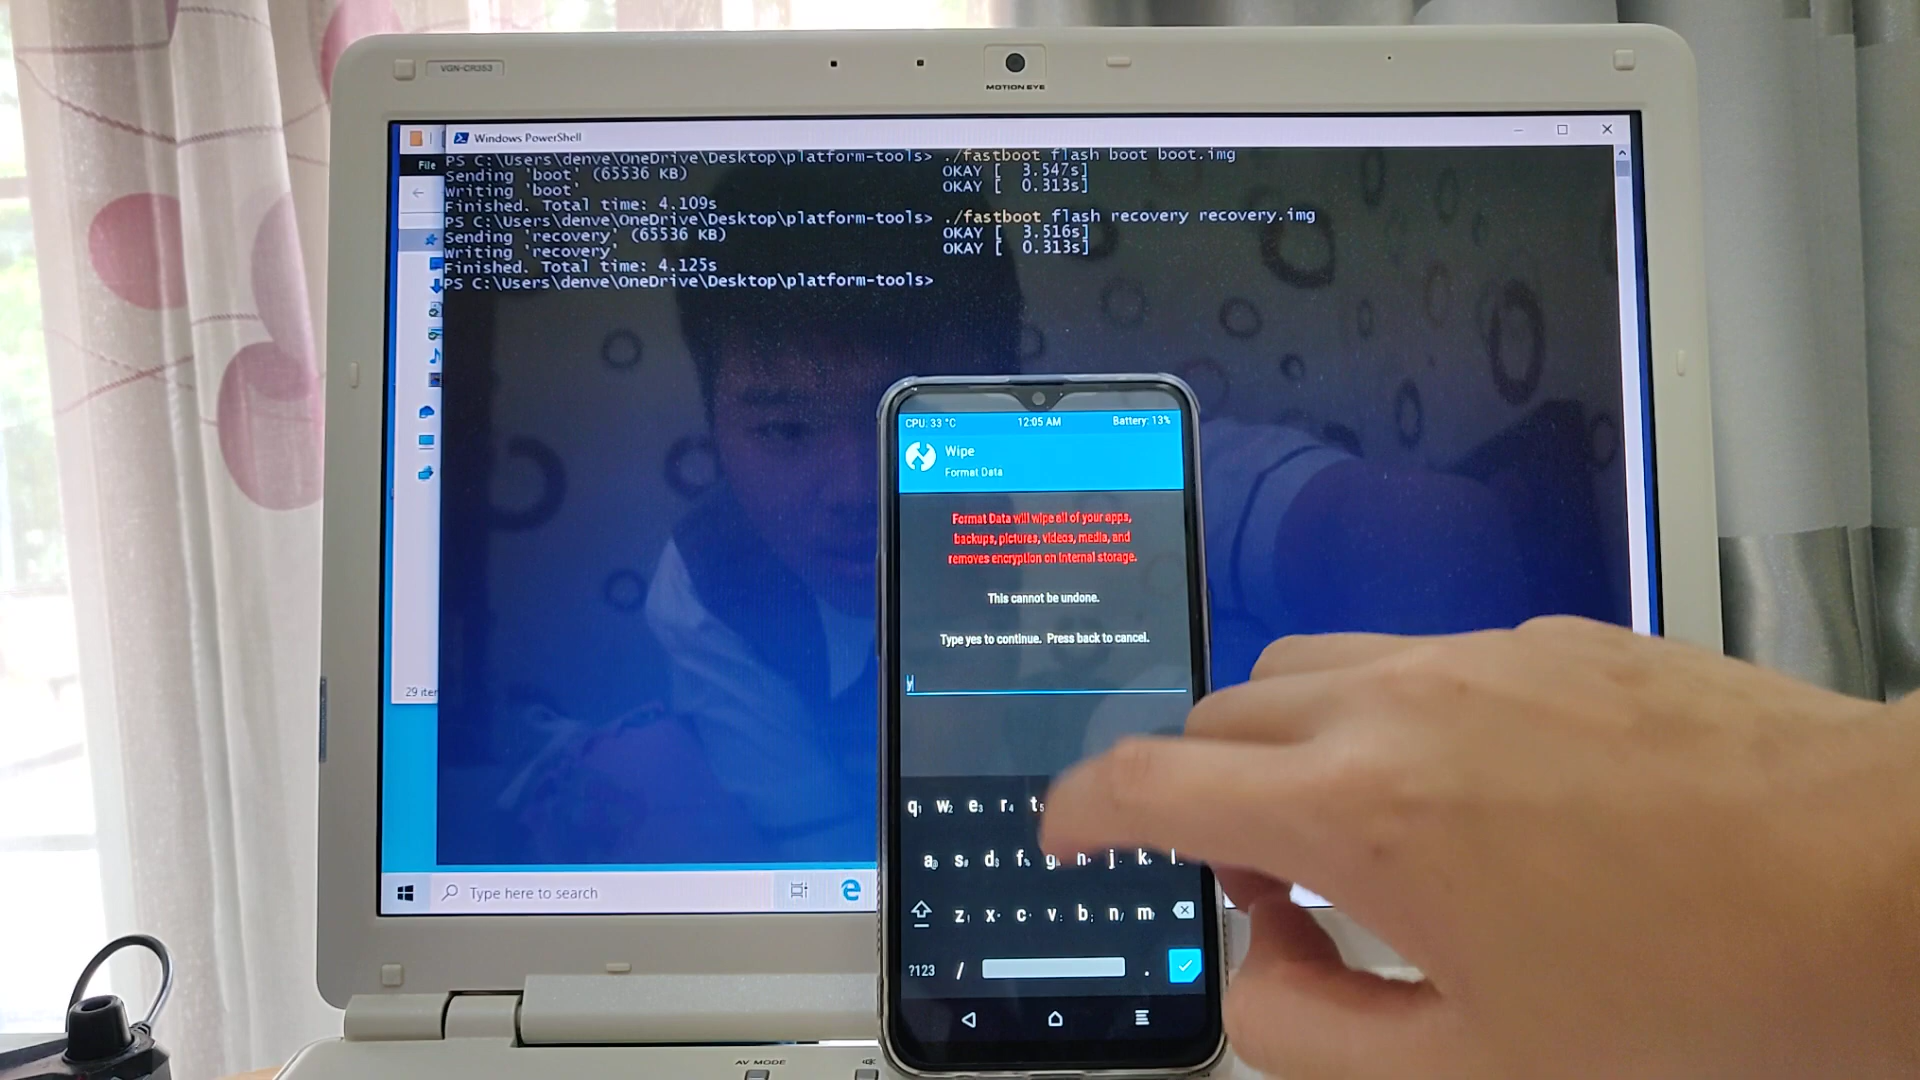 VGN-CR353
MOTION EYE
Windows PowerShell
File
PS C:\Users\denve\OneDrive\Desktop\platform-tools> ./fastboot flash boot boot.img
Sending 'boot' (65536 KB) OKAY [ 3.547s]
Writing 'boot' OKAY [ 0.313s]
Finished. Total time: 4.109s
PS C:\Users\denve\OneDrive\Desktop\platform-tools> ./fastboot flash recovery recovery.img
Sending 'recovery' (65536 KB) OKAY [ 3.516s]
Writing 'recovery' OKAY [ 0.313s]
Finished. Total time: 4.125s
PS C:\Users\denve\OneDrive\Desktop\platform-tools>
29 iter
Type here to search
CPU: 33 °C 12:05 AM Battery: 13%
Wipe
Format Data
Format Data will wipe all of your apps,
backups, pictures, videos, media, and
removes encryption on internal storage.
This cannot be undone.
Type yes to continue. Press back to cancel.
y
q1 w2 e3 r4 t5
a@ s# d$ f% g h j k l
z x c v b n m
?123 / .
AV MODE